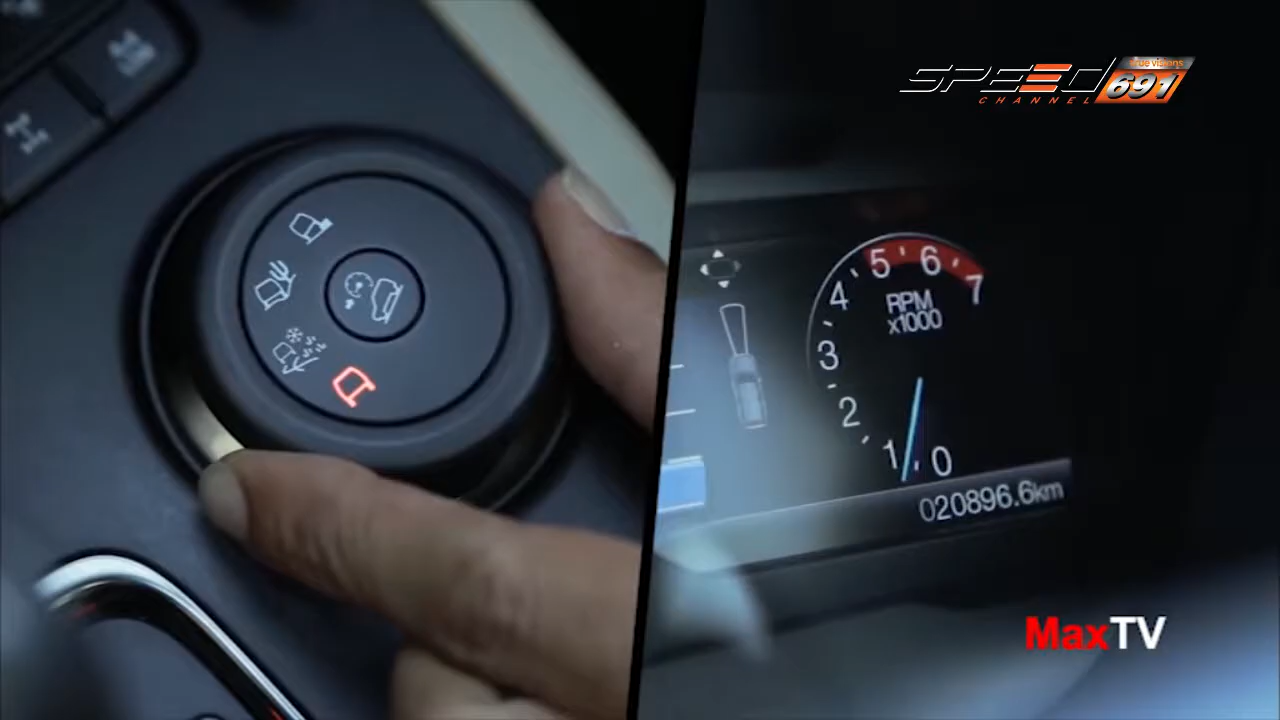 SPEED
true visions
CHANNEL
691
5
6
4
7
RPM
x1000
3
2
1
0
020896.6km
MaxTV